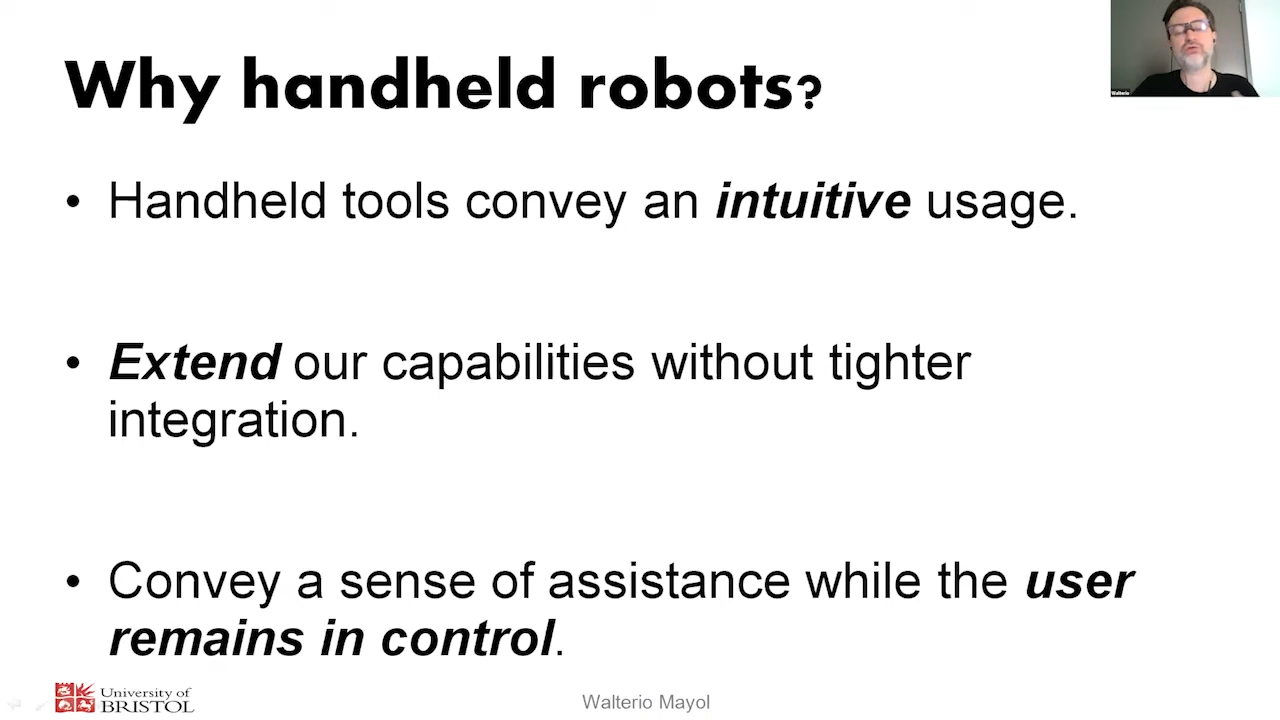 Why handheld robots?
Walterio
• Handheld tools convey an intuitive usage.
• Extend our capabilities without tighter
integration.
• Convey a sense of assistance while the user
remains in control.
University of
BRISTOL
Walterio Mayol